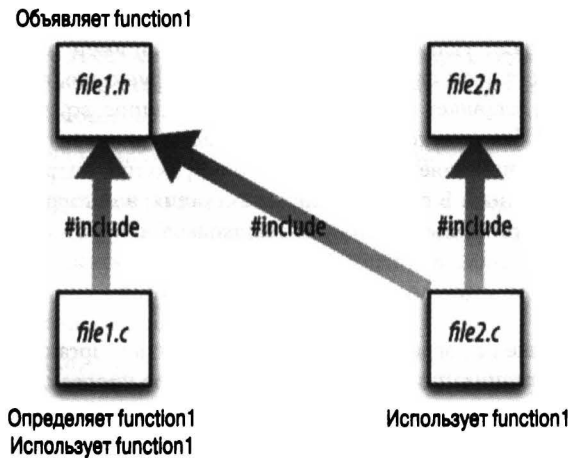 Объявляет function1
file1.h
file2.h
#include
#include
#include
file1.c
file2.c
Определяет function1
Использует function1
Использует function1